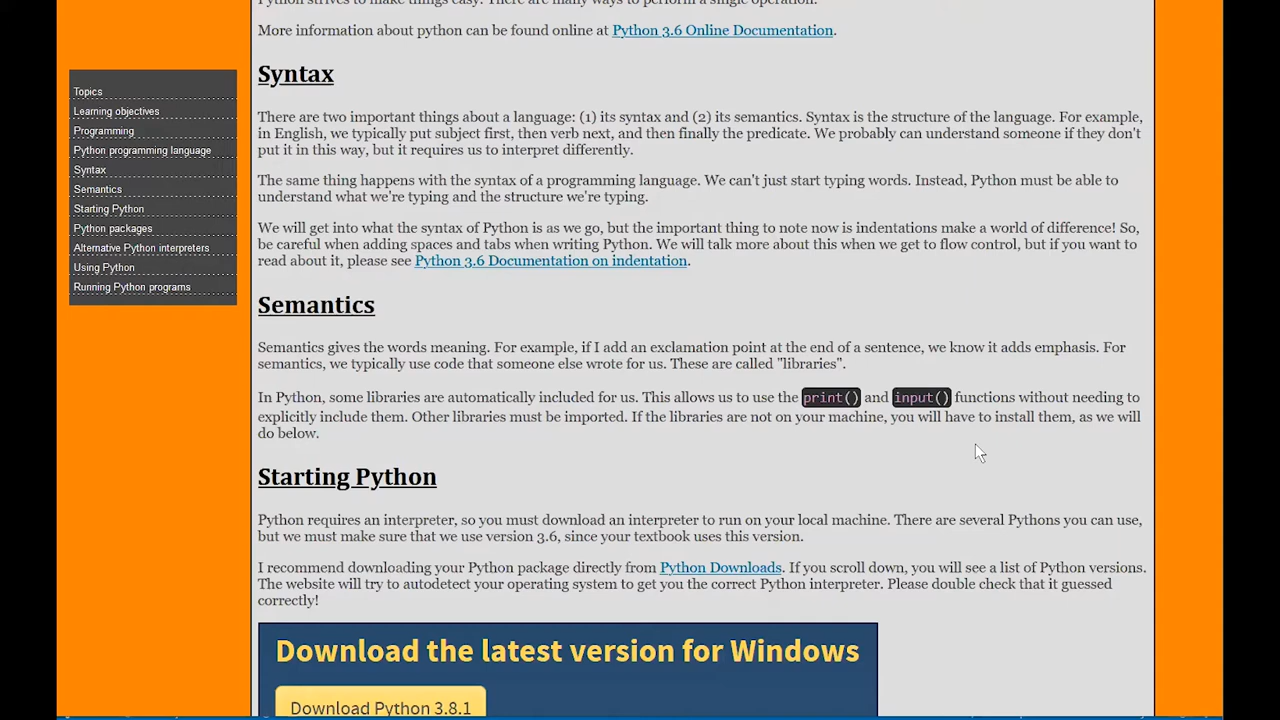 Python strives to make things easy. There are many ways to perform a single operation.
More information about python can be found online at Python 3.6 Online Documentation.
Syntax
Topics
Learning objectives
Programming
Python programming language
Syntax
Semantics
Starting Python
Python packages
Alternative Python interpreters
Using Python
Running Python programs
There are two important things about a language: (1) its syntax and (2) its semantics. Syntax is the structure of the language. For example,
in English, we typically put subject first, then verb next, and then finally the predicate. We probably can understand someone if they don't
put it in this way, but it requires us to interpret differently.
The same thing happens with the syntax of a programming language. We can't just start typing words. Instead, Python must be able to
understand what we're typing and the structure we're typing.
We will get into what the syntax of Python is as we go, but the important thing to note now is indentations make a world of difference! So,
be careful when adding spaces and tabs when writing Python. We will talk more about this when we get to flow control, but if you want to
read about it, please see Python 3.6 Documentation on indentation.
Semantics
Semantics gives the words meaning. For example, if I add an exclamation point at the end of a sentence, we know it adds emphasis. For
semantics, we typically use code that someone else wrote for us. These are called "libraries".
In Python, some libraries are automatically included for us. This allows us to use the print() and input() functions without needing to
explicitly include them. Other libraries must be imported. If the libraries are not on your machine, you will have to install them, as we will
do below.
Starting Python
Python requires an interpreter, so you must download an interpreter to run on your local machine. There are several Pythons you can use,
but we must make sure that we use version 3.6, since your textbook uses this version.
I recommend downloading your Python package directly from Python Downloads. If you scroll down, you will see a list of Python versions.
The website will try to autodetect your operating system to get you the correct Python interpreter. Please double check that it guessed
correctly!
Download the latest version for Windows
Download Python 3.8.1